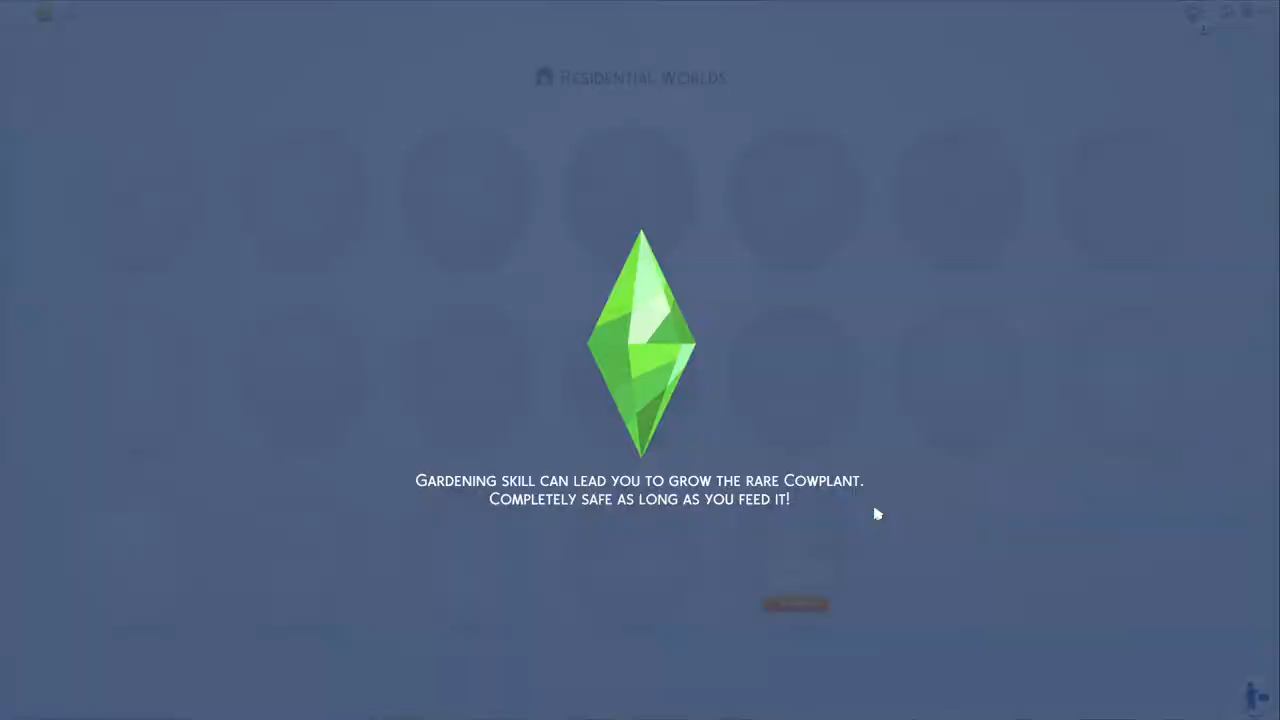 Residential Worlds
Gardening skill can lead you to grow the rare Cowplant.
Completely safe as long as you feed it!